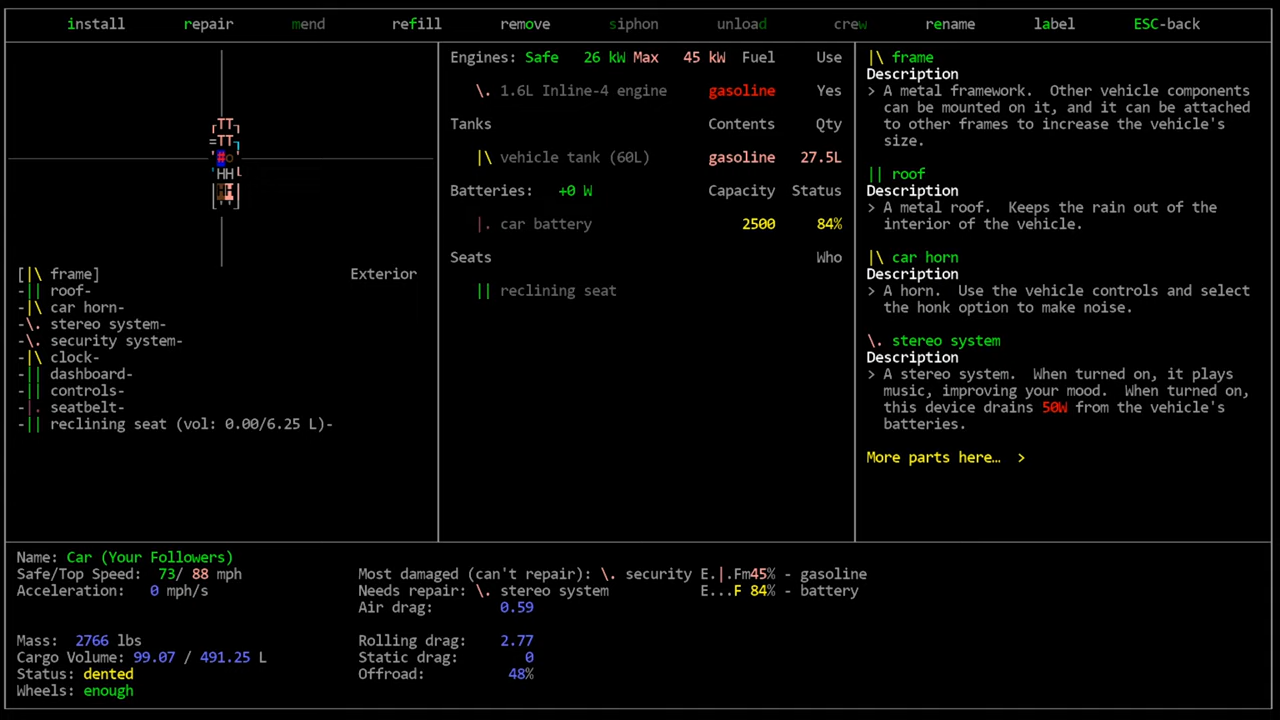 install repair mend refill remove siphon unload crew rename label ESC-back
Engines: Safe 26 kW Max 45 kW Fuel Use
\. 1.6L Inline-4 engine gasoline Yes
Tanks Contents Qty
|\ vehicle tank (60L) gasoline 27.5L
Batteries: +0 W Capacity Status
|. car battery 2500 84%
Seats Who
|| reclining seat
[|\ frame] Exterior
-|| roof-
-|\ car horn-
-\. stereo system-
-\. security system-
-|\ clock-
-|| dashboard-
-|| controls-
-|. seatbelt-
-|| reclining seat (vol: 0.00/6.25 L)-
|\ frame
Description
> A metal framework. Other vehicle components
can be mounted on it, and it can be attached
to other frames to increase the vehicle's
size.
|| roof
Description
> A metal roof. Keeps the rain out of the
interior of the vehicle.
|\ car horn
Description
> A horn. Use the vehicle controls and select
the honk option to make noise.
\. stereo system
Description
> A stereo system. When turned on, it plays
music, improving your mood. When turned on,
this device drains 50W from the vehicle's
batteries.
More parts here… >
Name: Car (Your Followers)
Safe/Top Speed: 73/ 88 mph
Acceleration: 0 mph/s
Mass: 2766 lbs
Cargo Volume: 99.07 / 491.25 L
Status: dented
Wheels: enough
Most damaged (can't repair): \. security E.|.Fm45% - gasoline
Needs repair: \. stereo system E...F 84% - battery
Air drag: 0.59
Rolling drag: 2.77
Static drag: 0
Offroad: 48%